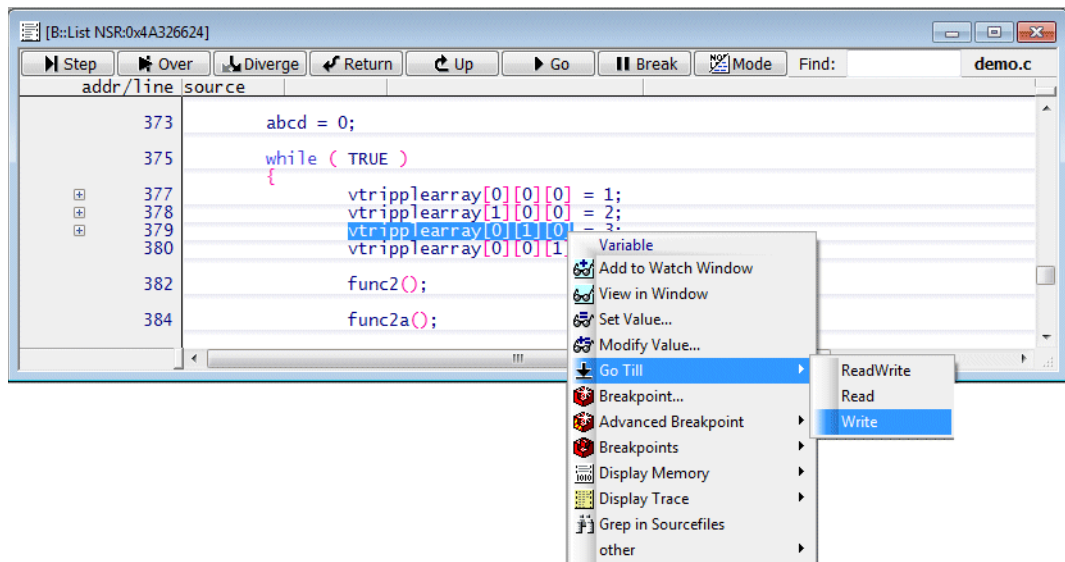 [B::List NSR:0x4A326624]
Step Over Diverge Return Up Go Break Mode Find: demo.c
addr/line source
373 abcd = 0;
375 while ( TRUE )
{
377 vtripplearray[0][0][0] = 1;
378 vtripplearray[1][0][0] = 2;
379 vtripplearray[0][1][0] = 3;
380 vtripplearray[0][0][1]
Variable
Add to Watch Window
382 func2();
View in Window
384 func2a();
Set Value...
Modify Value...
Go Till
ReadWrite
Breakpoint...
Read
Advanced Breakpoint
Write
Breakpoints
Display Memory
Display Trace
Grep in Sourcefiles
other